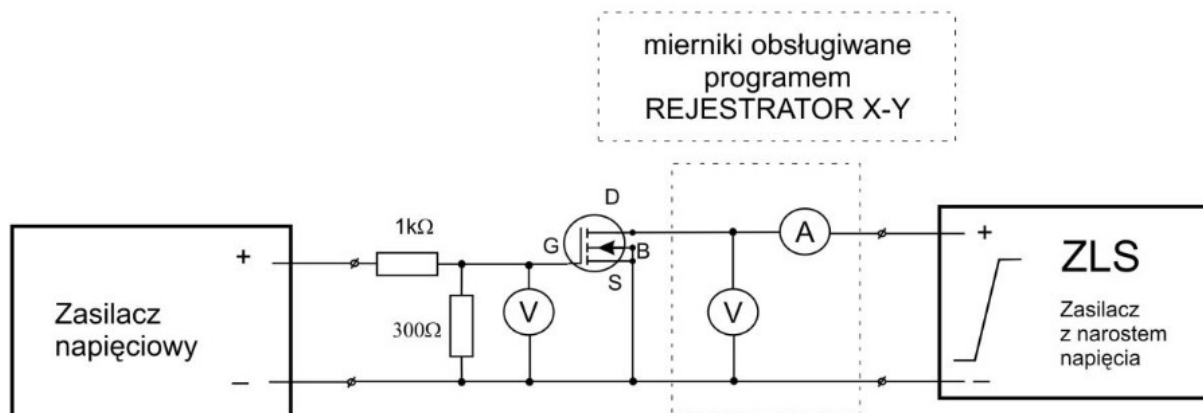 mierniki obsługiwane
programem
REJESTRATOR X-Y
D
1kΩ
G
B
S
A
+
+
ZLS
Zasilacz
napięciowy
300Ω
V
V
Zasilacz
z narostem
napięcia
−
−